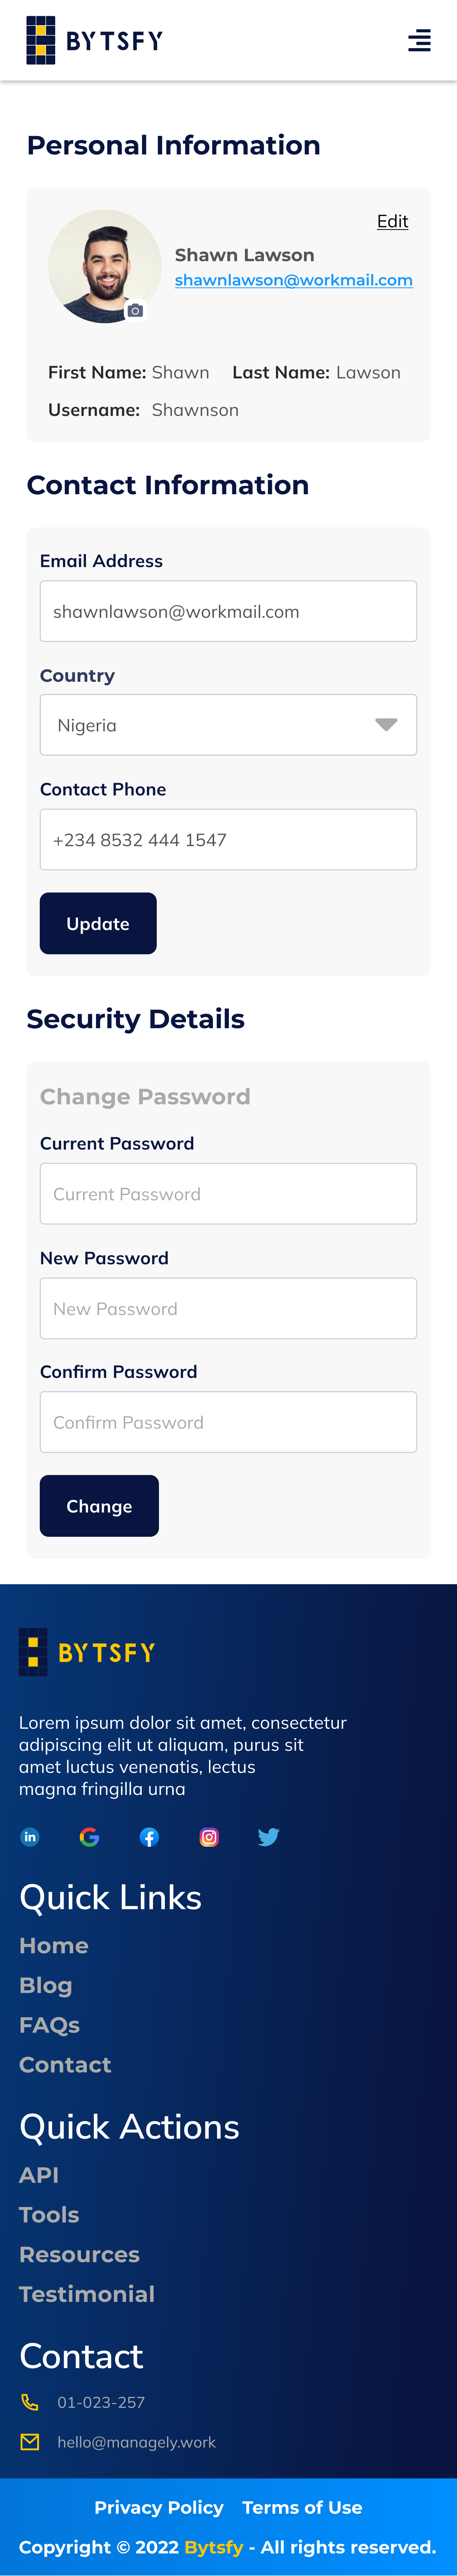 BYTSFY
Personal Information
Edit
Shawn Lawson
shawnlawson@workmail.com
First Name: Shawn Last Name: Lawson
Username: Shawnson
Contact Information
Email Address
shawnlawson@workmail.com
Country
Nigeria
Contact Phone
+234 8532 444 1547
Update
Security Details
Change Password
Current Password
Current Password
New Password
New Password
Confirm Password
Confirm Password
Change
BYTSFY
Lorem ipsum dolor sit amet, consectetur
adipiscing elit ut aliquam, purus sit
amet luctus venenatis, lectus
magna fringilla urna
in G f
Quick Links
Home
Blog
FAQs
Contact
Quick Actions
API
Tools
Resources
Testimonial
Contact
01-023-257
hello@managely.work
Privacy Policy Terms of Use
Copyright © 2022 Bytsfy - All rights reserved.